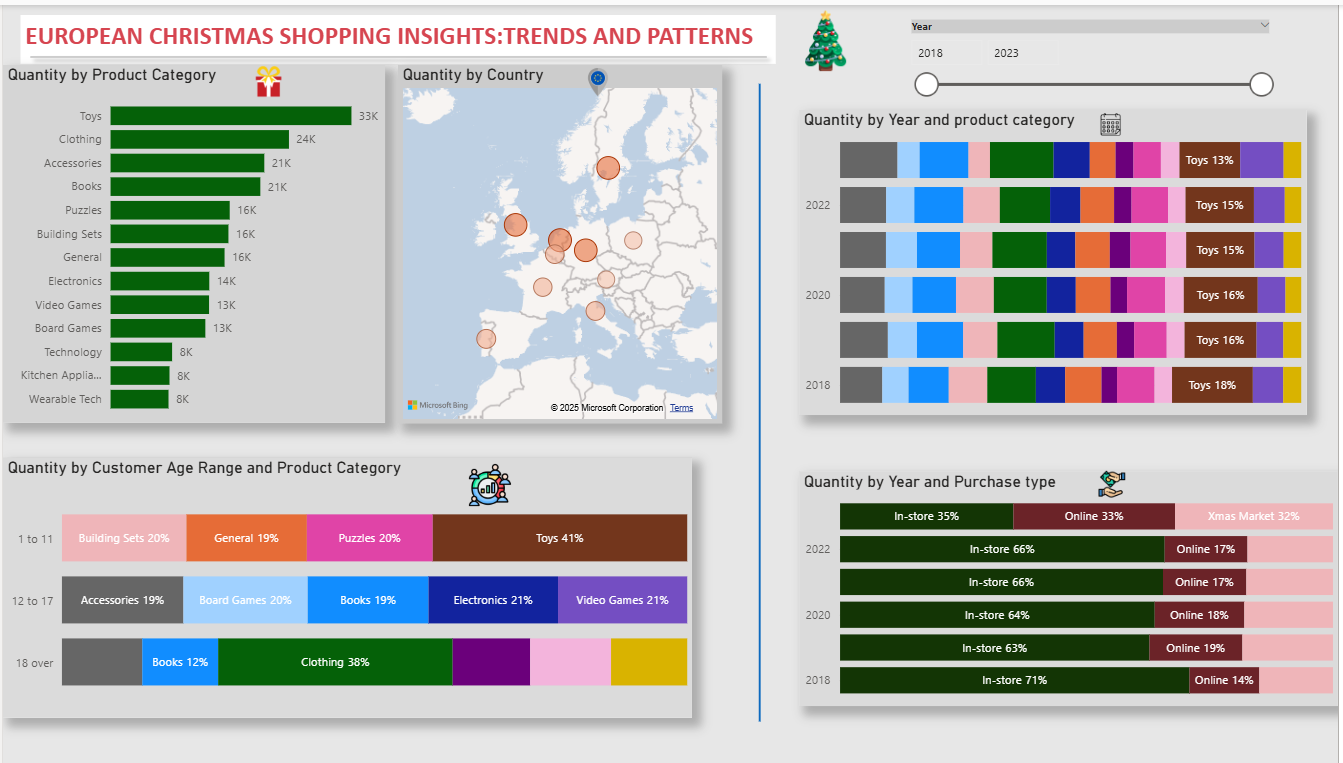 EUROPEAN CHRISTMAS SHOPPING INSIGHTS:TRENDS AND PATTERNS
Year
2018 2023
Quantity by Product Category
Toys 33K
Clothing 24K
Accessories 21K
Books 21K
Puzzles 16K
Building Sets 16K
General 16K
Electronics 14K
Video Games 13K
Board Games 13K
Technology 8K
Kitchen Applia... 8K
Wearable Tech 8K
Quantity by Country
Microsoft Bing
© 2025 Microsoft Corporation Terms
Quantity by Year and product category
Toys 13%
2022 Toys 15%
Toys 15%
2020 Toys 16%
Toys 16%
2018 Toys 18%
Quantity by Customer Age Range and Product Category
1 to 11 Building Sets 20% General 19% Puzzles 20% Toys 41%
12 to 17 Accessories 19% Board Games 20% Books 19% Electronics 21% Video Games 21%
18 over Books 12% Clothing 38%
Quantity by Year and Purchase type
In-store 35% Online 33% Xmas Market 32%
2022 In-store 66% Online 17%
In-store 66% Online 17%
2020 In-store 64% Online 18%
In-store 63% Online 19%
2018 In-store 71% Online 14%